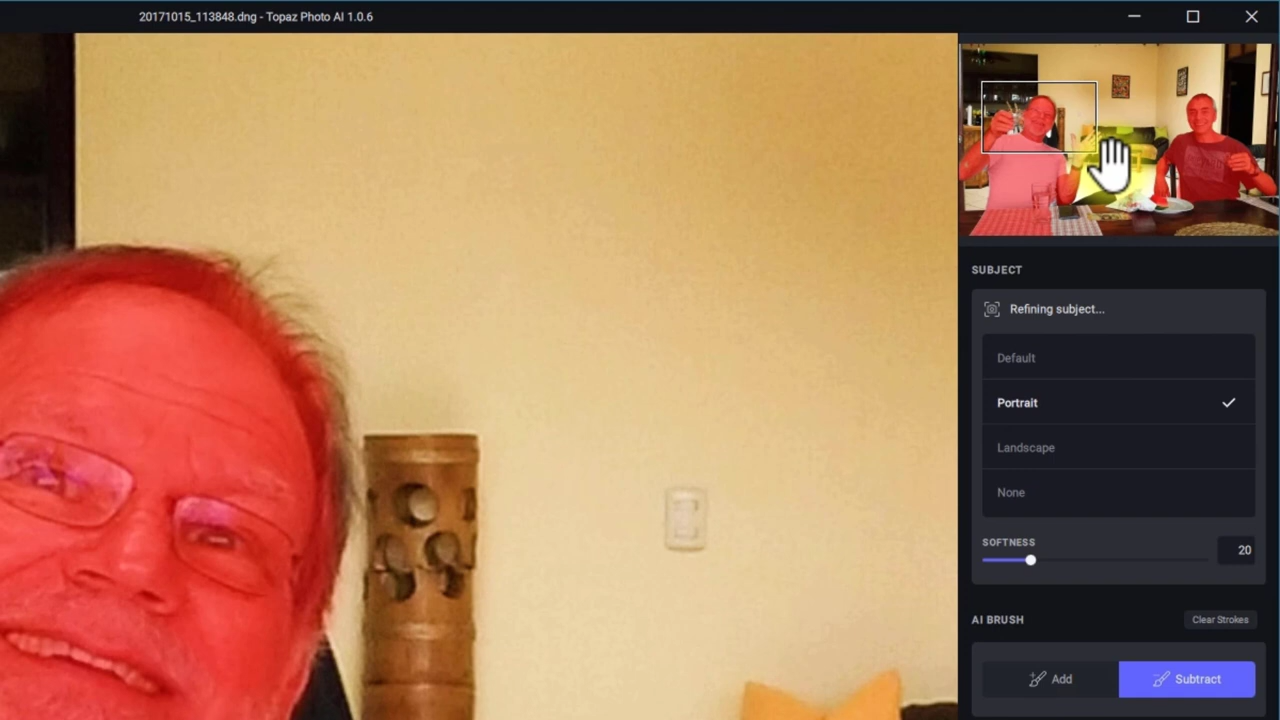 20171015_113848.dng - Topaz Photo AI 1.0.6
SUBJECT
Refining subject...
Default
Portrait
Landscape
None
SOFTNESS
20
AI BRUSH
Clear Strokes
Add
Subtract